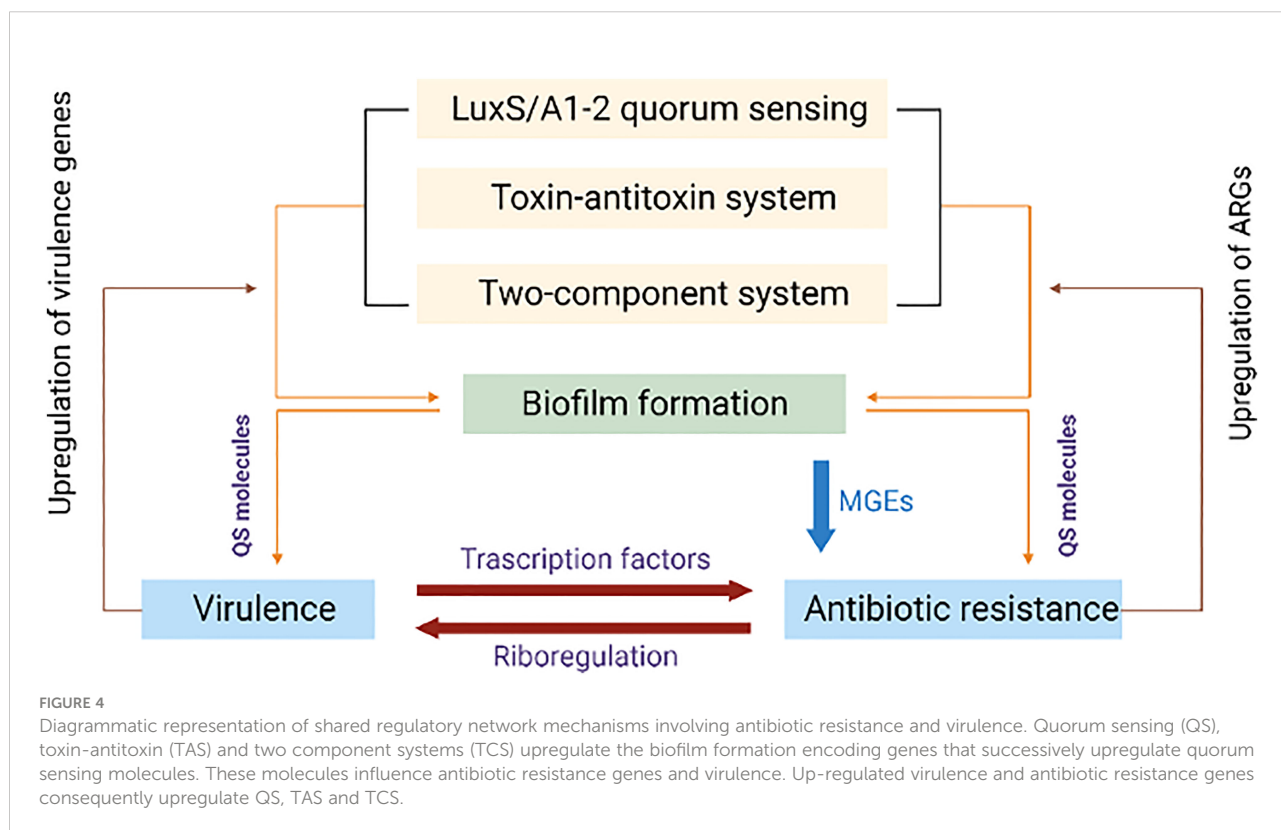 Upregulation of virulence genes
LuxS/A1-2 quorum sensing
Toxin-antitoxin system
Two-component system
Upregulation of ARGs
Biofilm formation
QS molecules
MGEs
QS molecules
Trascription factors
Virulence
Antibiotic resistance
Riboregulation
FIGURE 4
Diagrammatic representation of shared regulatory network mechanisms involving antibiotic resistance and virulence. Quorum sensing (QS),
toxin-antitoxin (TAS) and two component systems (TCS) upregulate the biofilm formation encoding genes that successively upregulate quorum
sensing molecules. These molecules influence antibiotic resistance genes and virulence. Up-regulated virulence and antibiotic resistance genes
consequently upregulate QS, TAS and TCS.